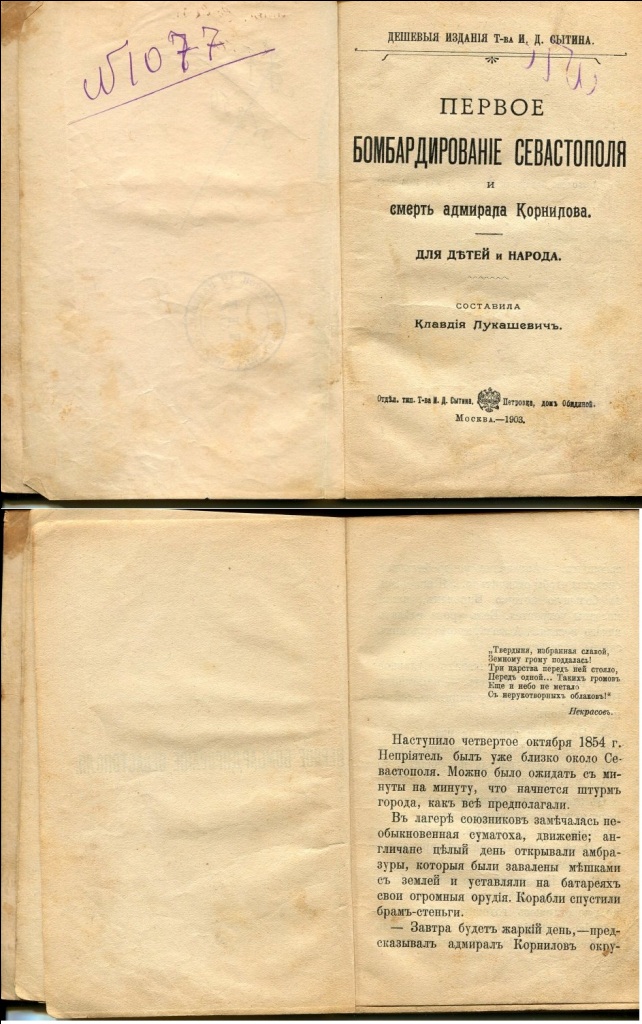 №1077
ДЕШЕВЫЯ ИЗДАНІЯ Т-ва И. Д. СЫТИНА.
ПЕРВОЕ
БОМБАРДИРОВАНІЕ СЕВАСТОПОЛЯ
И
смерть адмирала Корнилова.
ДЛЯ ДѢТЕЙ и НАРОДА.
СОСТАВИЛА
Клавдія Лукашевичъ.
Отдѣл. тип. Т-ва И. Д. Сытина. Петровка, домъ Обидиной.
Москва.—1903.
„Твердыня, избранная славой,
Земному грому поддалась!
Три царства передъ ней стояло,
Передъ одной... Такихъ громовъ
Еще и небо не метало
Съ нерукотворныхъ облаковъ!"
Некрасовъ.
Наступило четвертое октября 1854 г.
Непріятель былъ уже близко около Се-
вастополя. Можно было ожидать съ ми-
нуты на минуту, что начнется штурмъ
города, какъ всѣ предполагали.
Въ лагерѣ союзниковъ замѣчалась не-
обыкновенная суматоха, движеніе; ан-
гличане цѣлый день открывали амбра-
зуры, которыя были завалены мѣшками
съ землей и уставляли на батареяхъ
свои огромныя орудія. Корабли спустили
брамъ-стеньги.
— Завтра будетъ жаркій день,—пред-
сказывалъ адмиралъ Корниловъ окру-